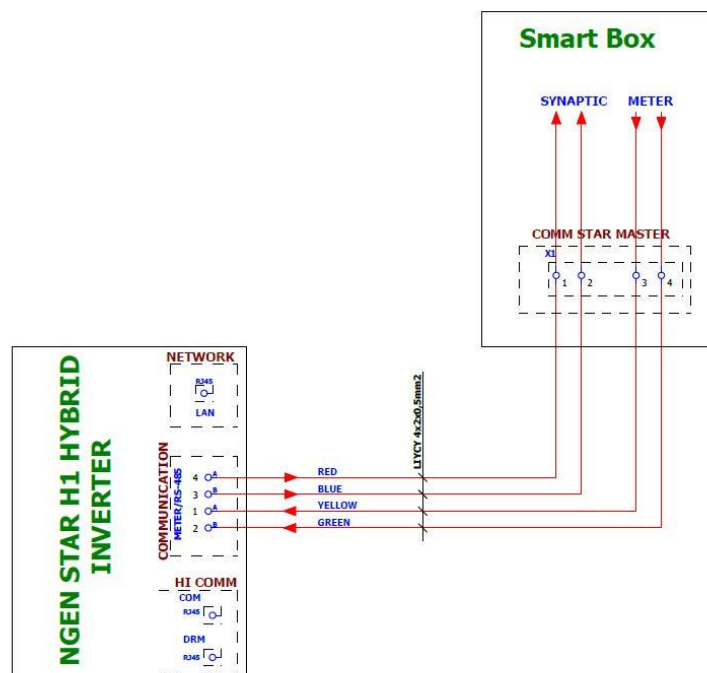 Smart Box
SYNAPTIC METER
COMM STAR MASTER
X1
1 2 3 4
NGEN STAR H1 HYBRID
INVERTER
NETWORK
RJ45
LAN
LIYCY 4x2x0,5mm2
COMMUNICATION
METER/RS-485
4 A RED
3 B BLUE
1 A YELLOW
2 B GREEN
HI COMM
COM
RJ45
DRM
RJ45